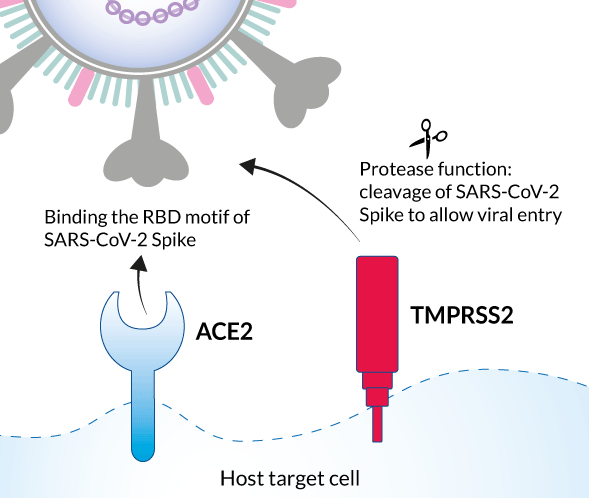 Protease function:
cleavage of SARS-CoV-2
Spike to allow viral entry
Binding the RBD motif of
SARS-CoV-2 Spike
ACE2
TMPRSS2
Host target cell